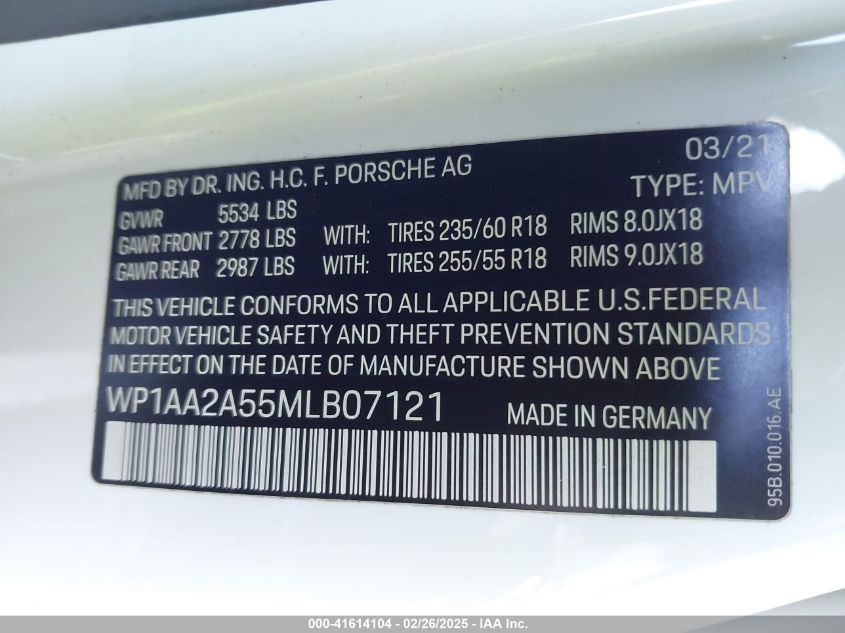 03/21
MFD BY DR. ING. H.C. F. PORSCHE AG
TYPE: MPV
GVWR 5534 LBS
GAWR FRONT 2778 LBS WITH: TIRES 235/60 R18 RIMS 8.0JX18
GAWR REAR 2987 LBS WITH: TIRES 255/55 R18 RIMS 9.0JX18
THIS VEHICLE CONFORMS TO ALL APPLICABLE U.S.FEDERAL
MOTOR VEHICLE SAFETY AND THEFT PREVENTION STANDARDS
IN EFFECT ON THE DATE OF MANUFACTURE SHOWN ABOVE
WP1AA2A55MLB07121 MADE IN GERMANY
95B.010.016.AE
000-41614104 - 02/26/2025 - IAA Inc.